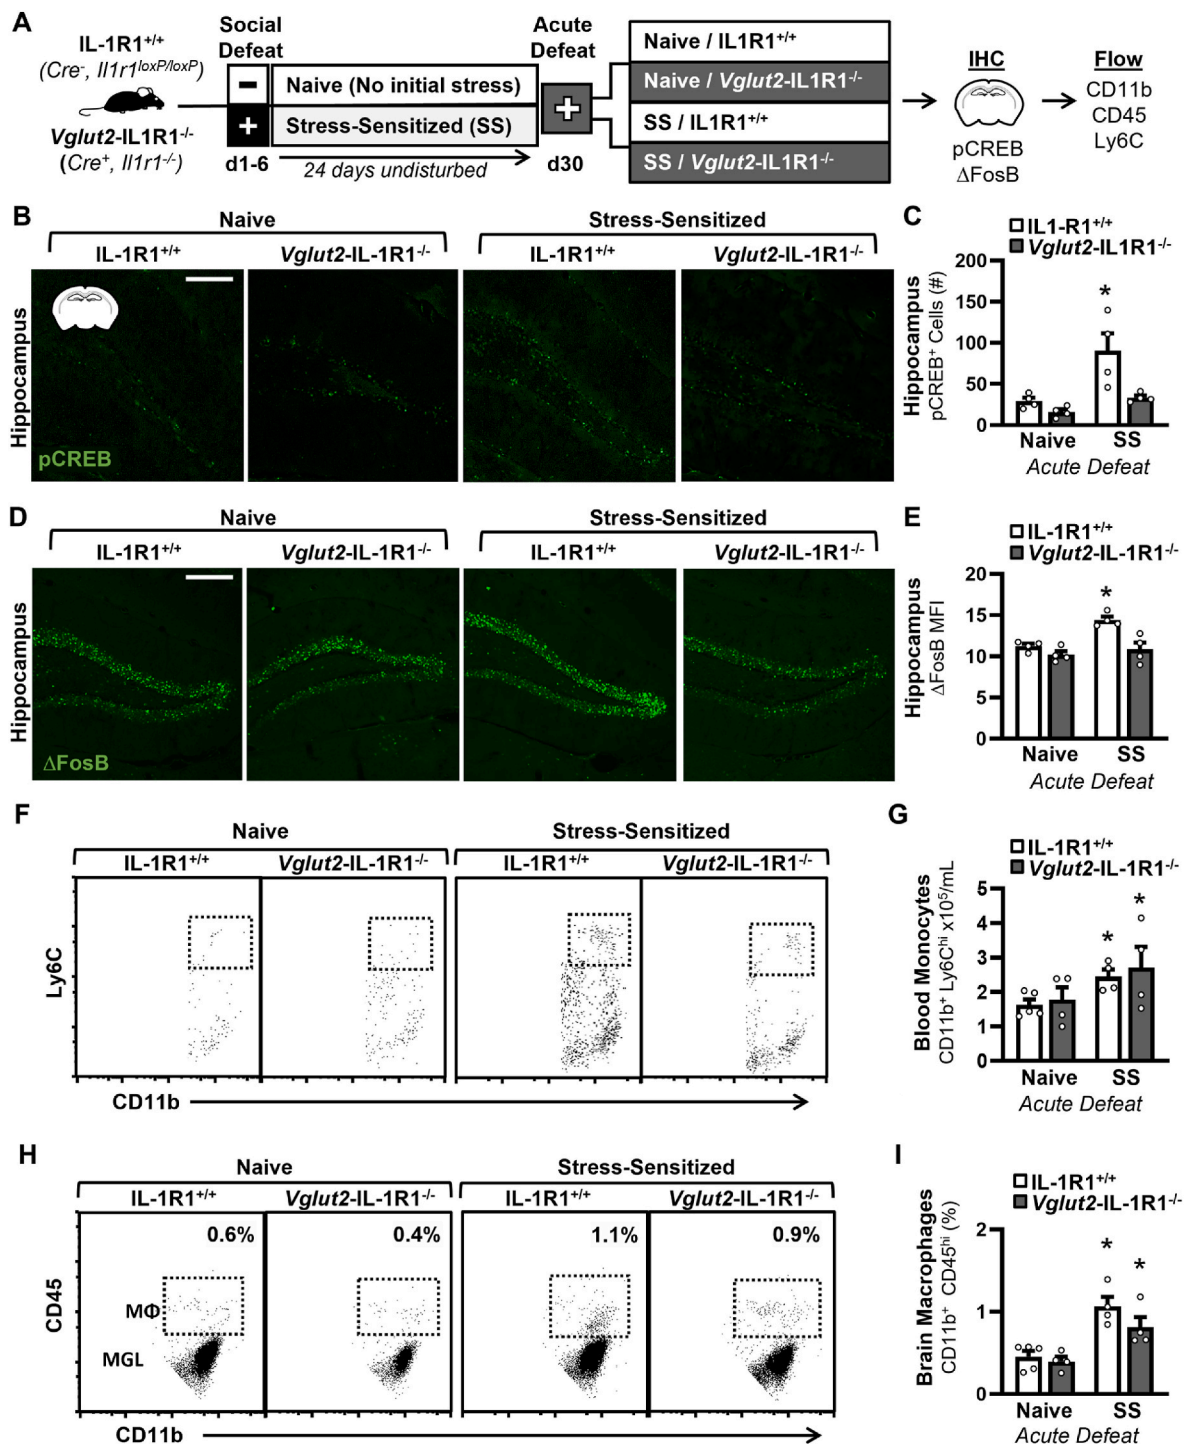 A
IL-1R1+/+
(Cre-, Il1r1loxP/loxP)
Vglut2-IL1R1-/-
(Cre+, Il1r1-/-)
Social
Defeat
-
+
d1-6
Naive (No initial stress)
Stress-Sensitized (SS)
24 days undisturbed
Acute
Defeat
+
d30
Naive / IL1R1+/+
Naive / Vglut2-IL1R1-/-
SS / IL1R1+/+
SS / Vglut2-IL1R1-/-
IHC
pCREB
ΔFosB
Flow
CD11b
CD45
Ly6C
B
Naive
Stress-Sensitized
IL-1R1+/+
Vglut2-IL-1R1-/-
IL-1R1+/+
Vglut2-IL-1R1-/-
Hippocampus
pCREB
C
IL1-R1+/+
Vglut2-IL1R1-/-
Hippocampus
pCREB+ Cells (#)
200
150
100
50
0
*
Naive
SS
Acute Defeat
D
Naive
Stress-Sensitized
IL-1R1+/+
Vglut2-IL-1R1-/-
IL-1R1+/+
Vglut2-IL-1R1-/-
Hippocampus
ΔFosB
E
IL-1R1+/+
Vglut2-IL-1R1-/-
Hippocampus
ΔFosB MFI
20
15
10
5
0
*
Naive
SS
Acute Defeat
F
Naive
Stress-Sensitized
IL-1R1+/+
Vglut2-IL-1R1-/-
IL-1R1+/+
Vglut2-IL-1R1-/-
Ly6C
CD11b
G
IL-1R1+/+
Vglut2-IL-1R1-/-
Blood Monocytes
CD11b+ Ly6Chi x10⁵/mL
5
4
3
2
1
0
*
*
Naive
SS
Acute Defeat
H
Naive
Stress-Sensitized
IL-1R1+/+
Vglut2-IL-1R1-/-
IL-1R1+/+
Vglut2-IL-1R1-/-
0.6%
0.4%
1.1%
0.9%
CD45
MΦ
MGL
CD11b
I
IL-1R1+/+
Vglut2-IL-1R1-/-
Brain Macrophages
CD11b+ CD45hi (%)
2
1
0
*
*
Naive
SS
Acute Defeat